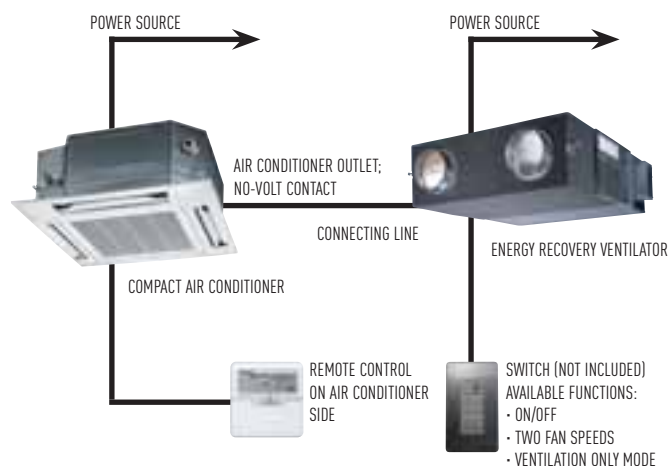 POWER SOURCE
POWER SOURCE
AIR CONDITIONER OUTLET;
NO-VOLT CONTACT
CONNECTING LINE
ENERGY RECOVERY VENTILATOR
COMPACT AIR CONDITIONER
REMOTE CONTROL
ON AIR CONDITIONER
SIDE
SWITCH (NOT INCLUDED)
AVAILABLE FUNCTIONS:
· ON/OFF
· TWO FAN SPEEDS
· VENTILATION ONLY MODE